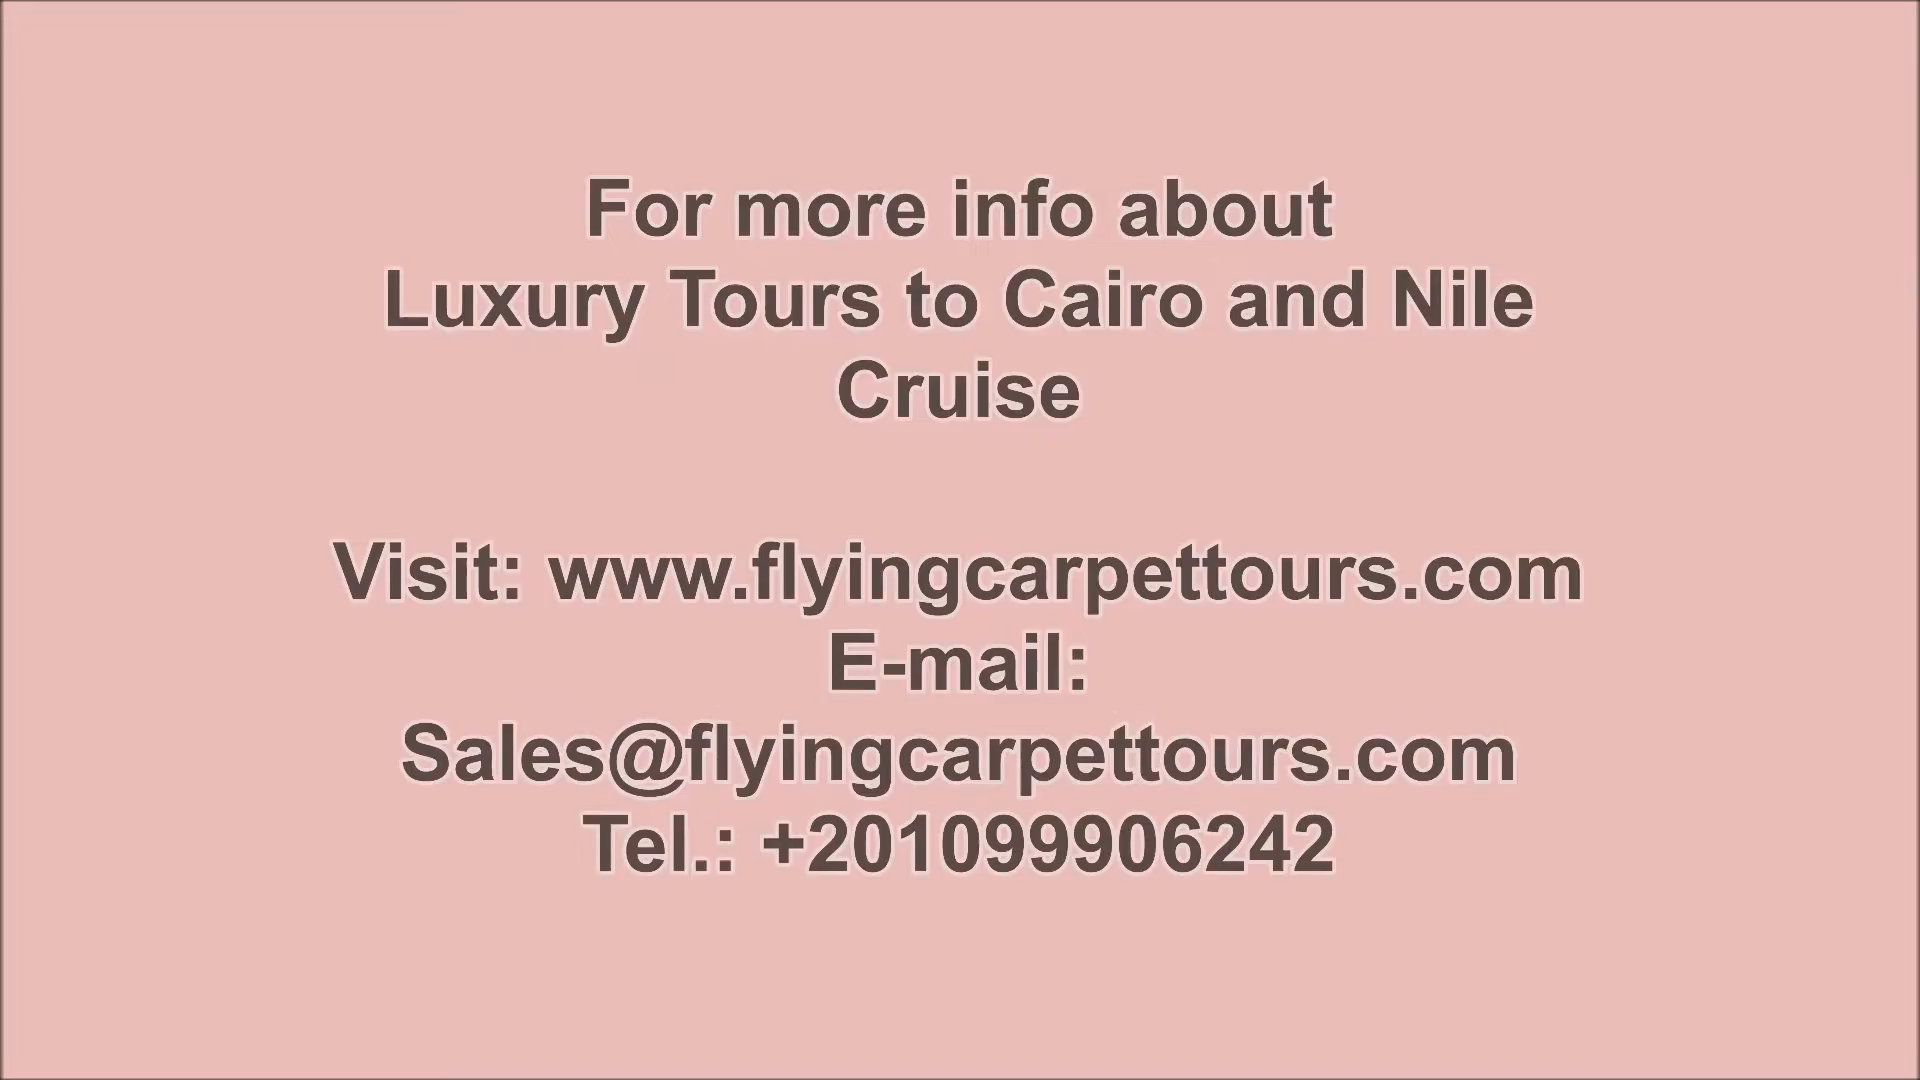 For more info about
Luxury Tours to Cairo and Nile
Cruise
Visit: www.flyingcarpettours.com
E-mail:
Sales@flyingcarpettours.com
Tel.: +201099906242